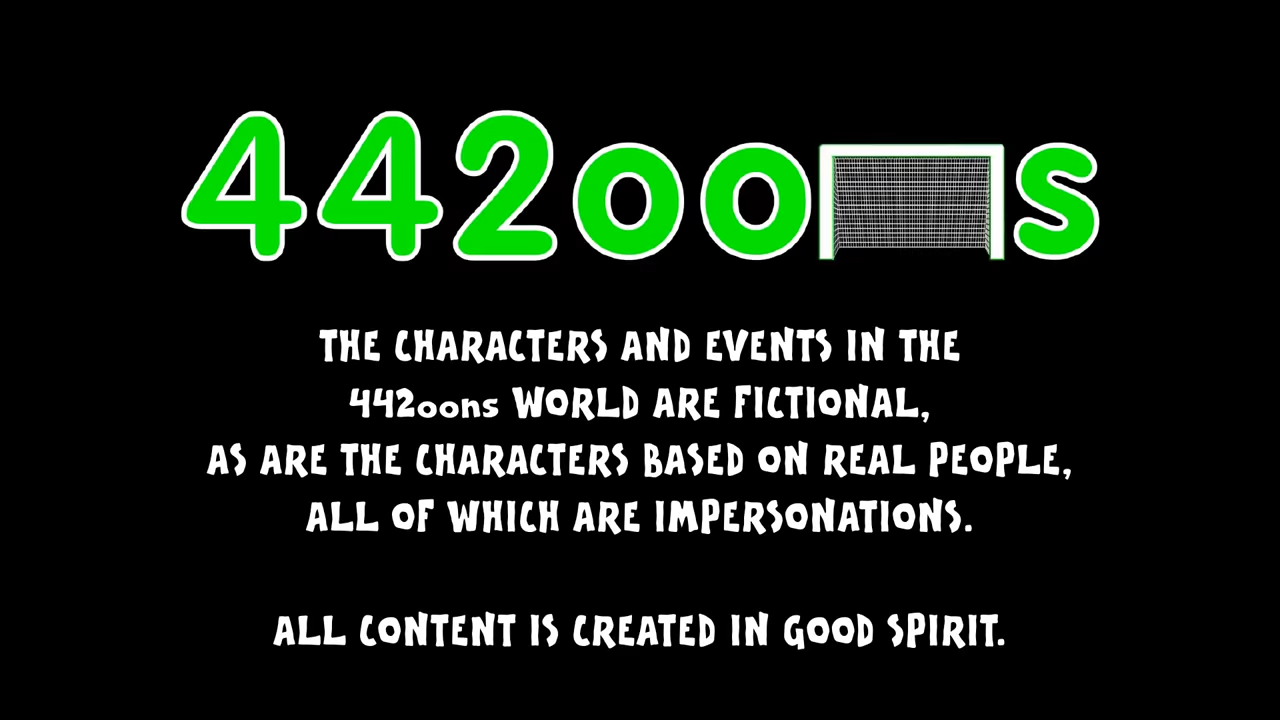 442oons
THE CHARACTERS AND EVENTS IN THE
442oons WORLD ARE FICTIONAL,
AS ARE THE CHARACTERS BASED ON REAL PEOPLE,
ALL OF WHICH ARE IMPERSONATIONS.
ALL CONTENT IS CREATED IN GOOD SPIRIT.